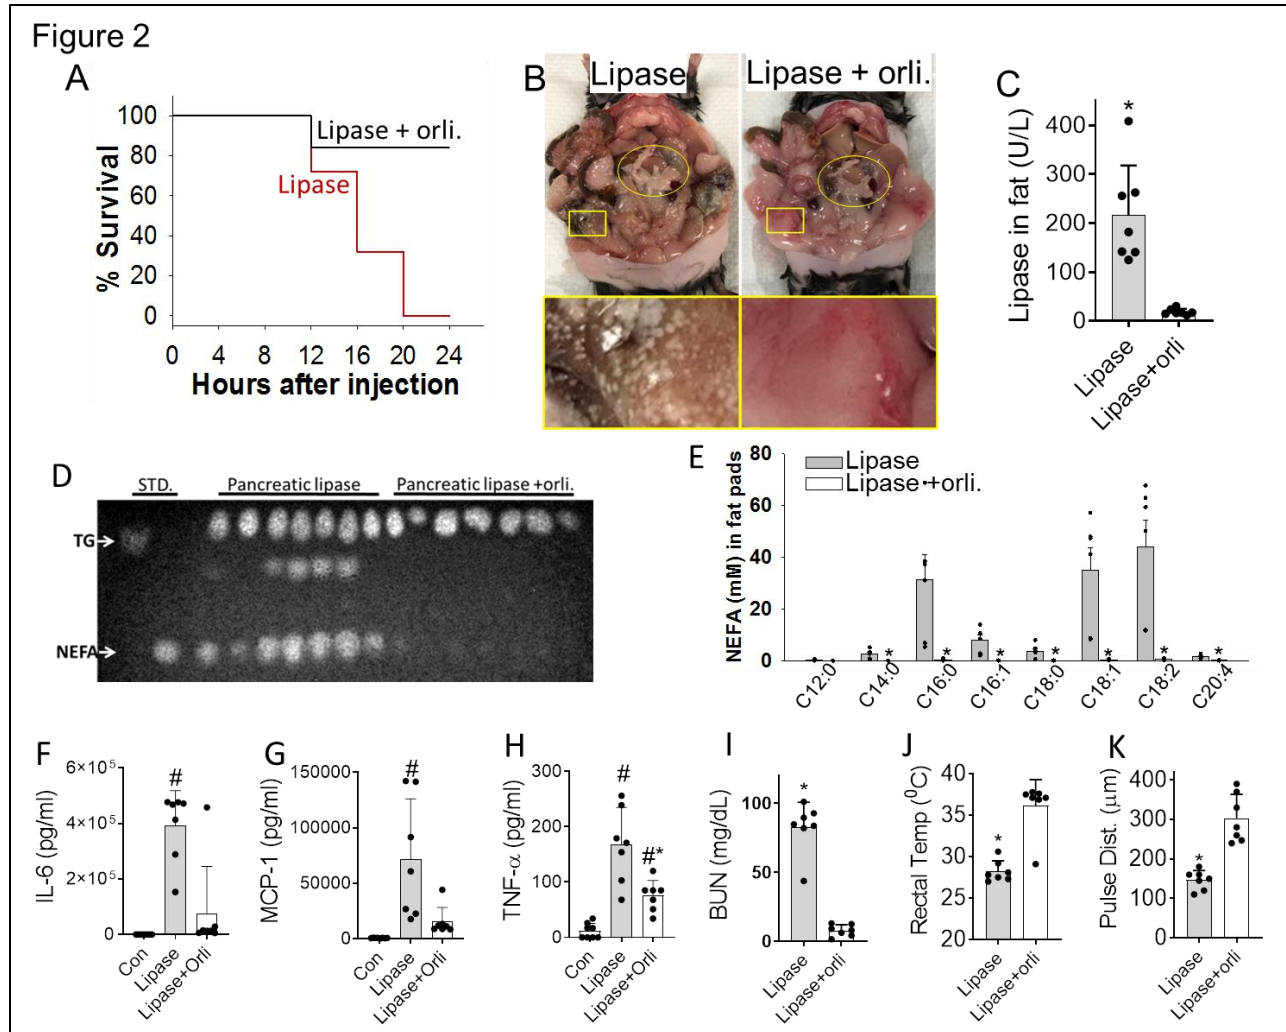 Figure 2
A
% Survival
100
80
60
40
20
0
Lipase + orli.
Lipase
0 4 8 12 16 20 24
Hours after injection
B
Lipase
Lipase + orli.
C
Lipase in fat (U/L)
400
300
200
100
0
*
Lipase
Lipase+orli
D
STD.
Pancreatic lipase
Pancreatic lipase +orli.
TG
NEFA
E
NEFA (mM) in fat pads
80
60
40
20
0
Lipase
Lipase+orli.
* * * * * * *
C12:0 C14:0 C16:0 C16:1 C18:0 C18:1 C18:2 C20:4
F
IL-6 (pg/ml)
6×10⁵
4×10⁵
2×10⁵
0
#
Con Lipase Lipase+Orli
G
MCP-1 (pg/ml)
150000
100000
50000
0
#
Con Lipase Lipase+Orli
H
TNF-α (pg/ml)
300
200
100
0
#
#*
Con Lipase Lipase+Orli
I
BUN (mg/dL)
100
50
0
*
Lipase Lipase+orli
J
Rectal Temp (⁰C)
40
35
30
25
20
*
Lipase Lipase+orli
K
Pulse Dist. (μm)
400
300
200
100
0
*
Lipase Lipase+orli